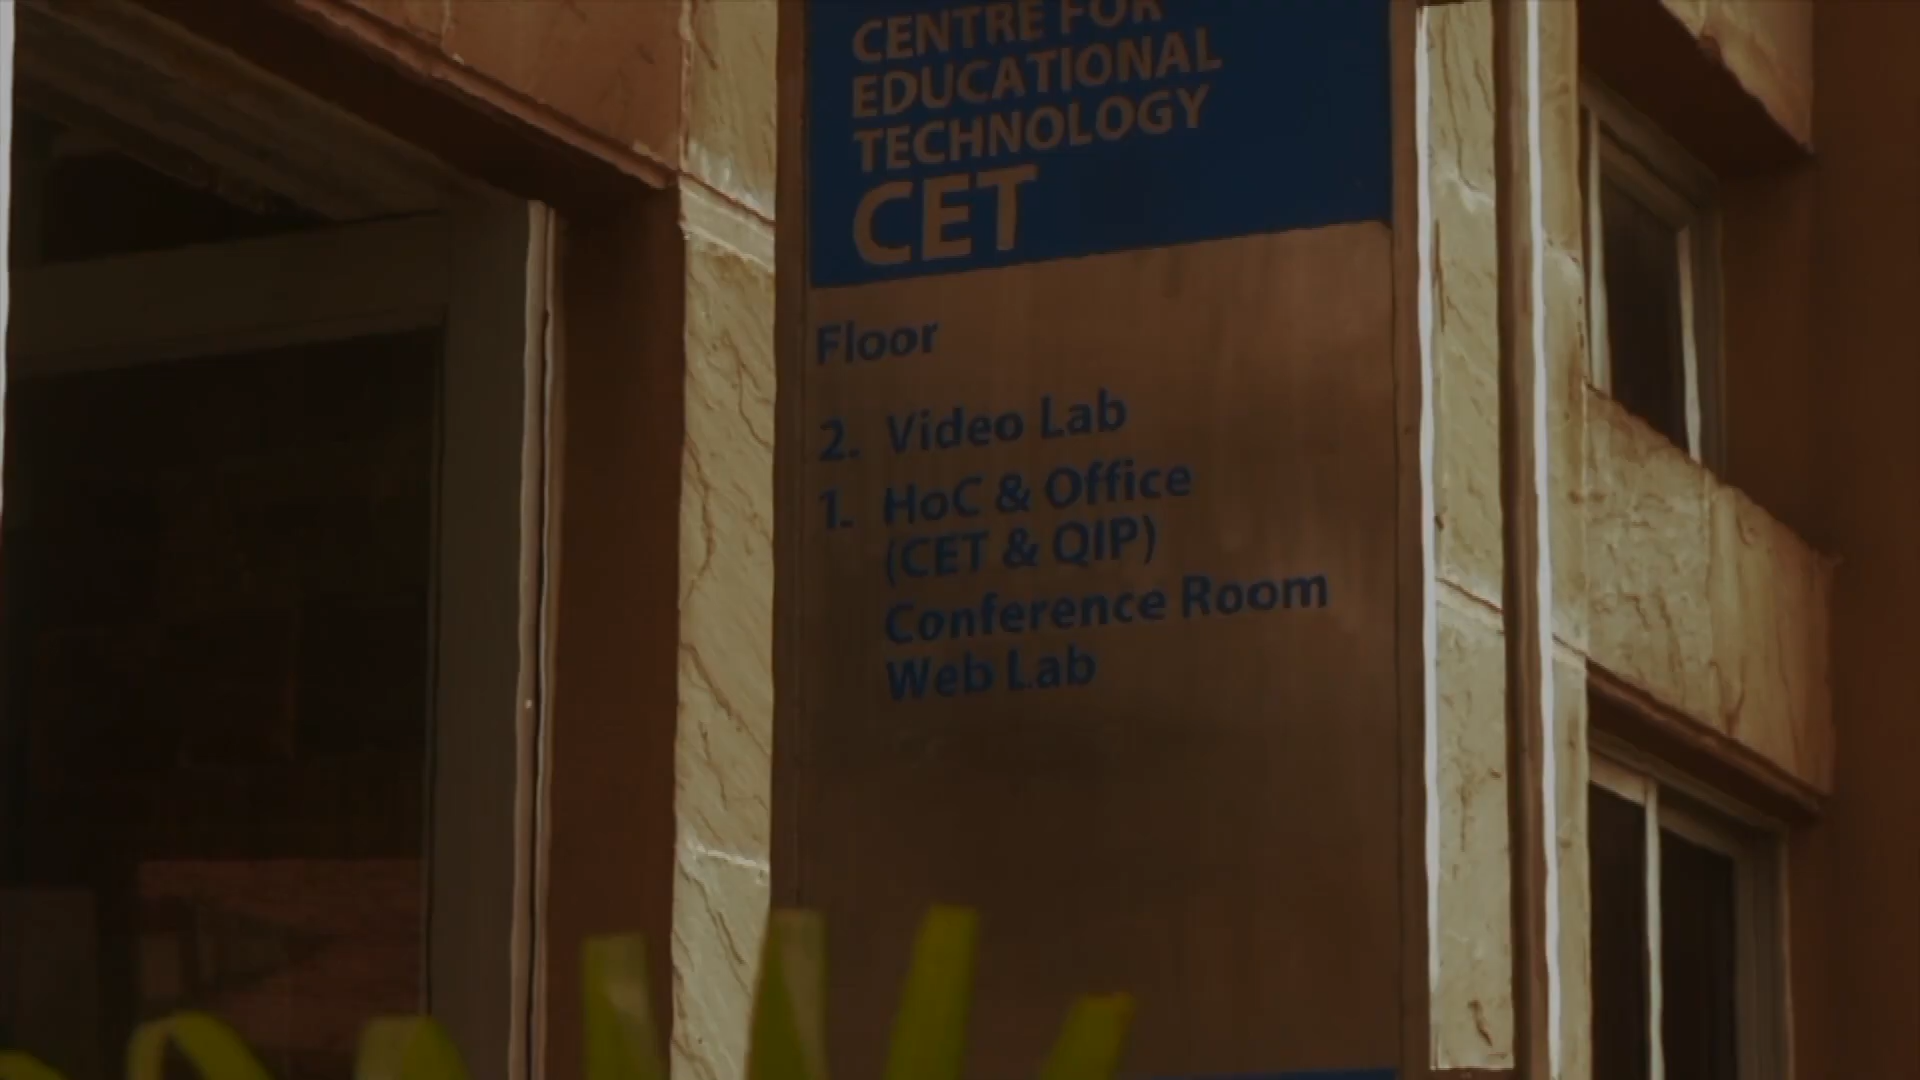 CENTRE FOR
EDUCATIONAL
TECHNOLOGY
CET
Floor
2. Video Lab
1. HoC & Office
(CET & QIP)
Conference Room
Web Lab